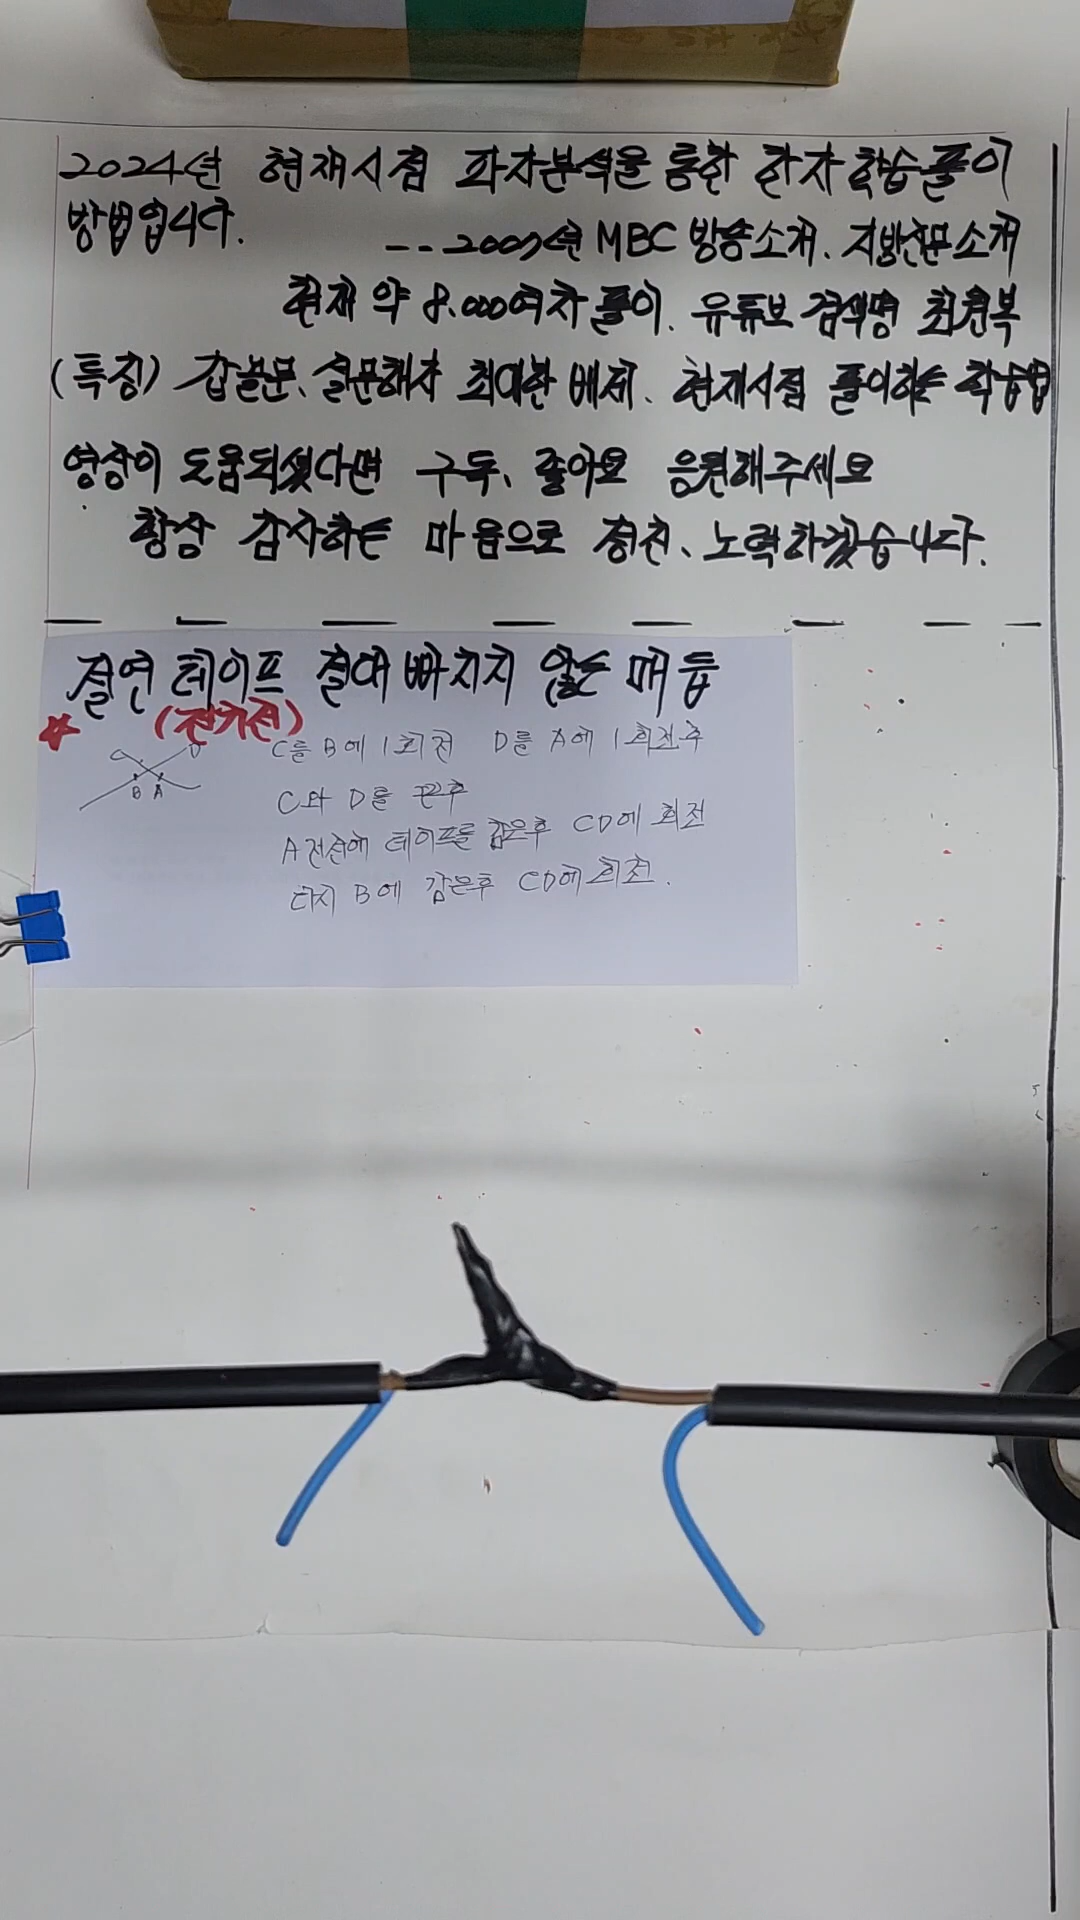 2024년 현재시점 파자분석을 통한 한자 학습풀이
방법입니다.
--- 2007년 MBC 방송소개. 지방신문소개
현재 약 8.000여자 풀이. 유튜브 검색명 최원복
(특징) 갑골문、설문해자 최대한 배제. 현재시점 풀이하는 학습법
영상이 도움되셨다면 구독、좋아요 응원해주세요
항상 감사하는 마음으로 정진、노력하겠습니다.
절연 테이프 절대 빠지지 않는 매듭
(전기선)
C D
B A
C를 B에 1회전 D를 A에 1회전후
C와 D를 꼰후
A전선에 테이프를 감은후 CD에 회전
다시 B에 감은후 CD에 회전.